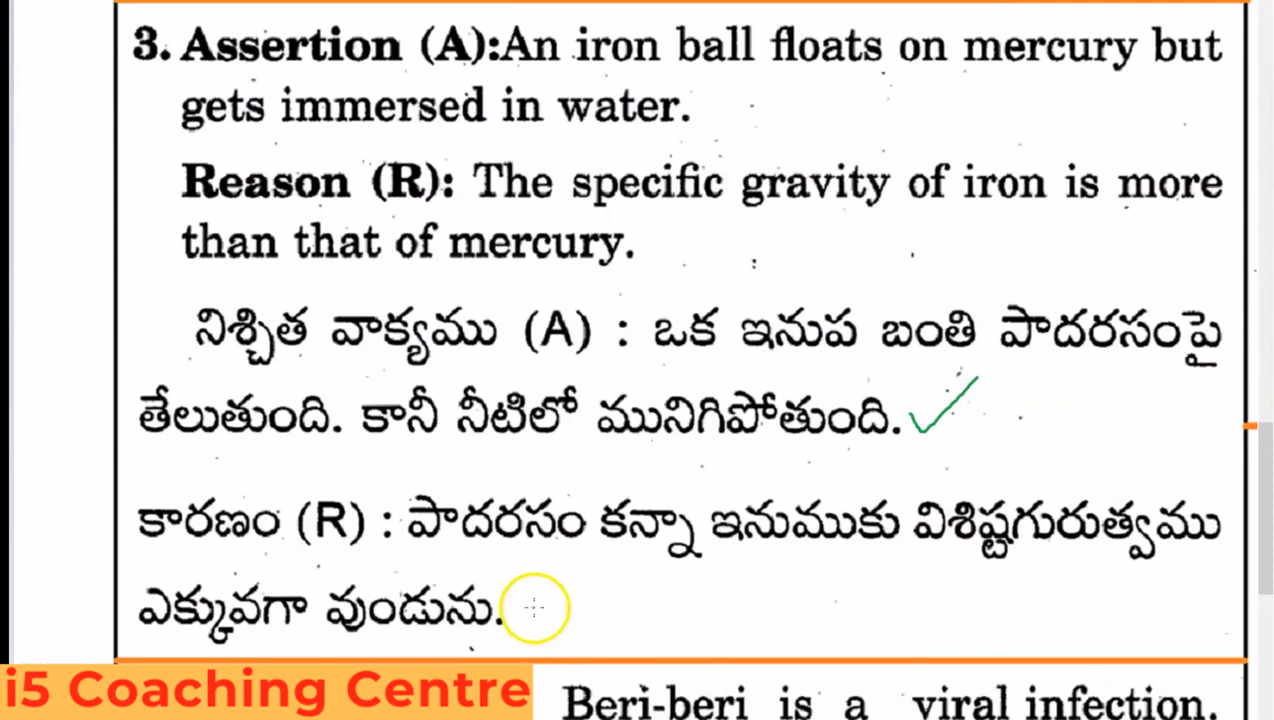 3. Assertion (A):An iron ball floats on mercury but
gets immersed in water.
Reason (R): The specific gravity of iron is more
than that of mercury.
నిశ్చిత వాక్యము (A) : ఒక ఇనుప బంతి పాదరసంపై
తేలుతుంది. కానీ నీటిలో మునిగిపోతుంది.
కారణం (R) : పాదరసం కన్నా ఇనుముకు విశిష్టగురుత్వము
ఎక్కువగా వుండును.
i5 Coaching Centre
Beri-beri is a viral infection.